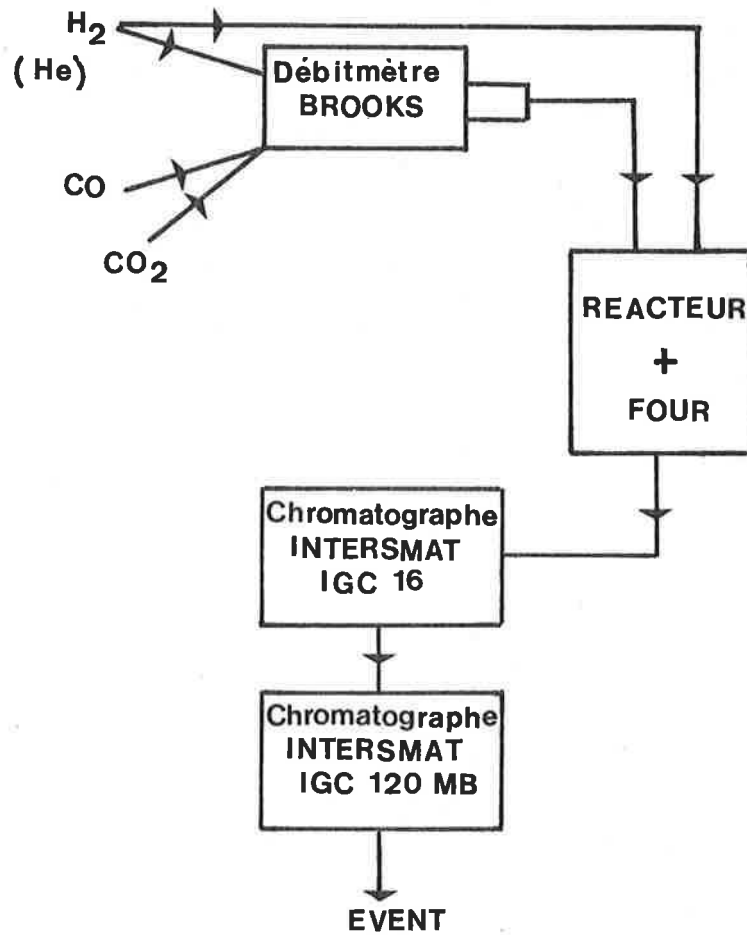 H2
(He)
Débitmètre
BROOKS
CO
CO2
REACTEUR
+
FOUR
Chromatographe
INTERSMAT
IGC 16
Chromatographe
INTERSMAT
IGC 120 MB
EVENT